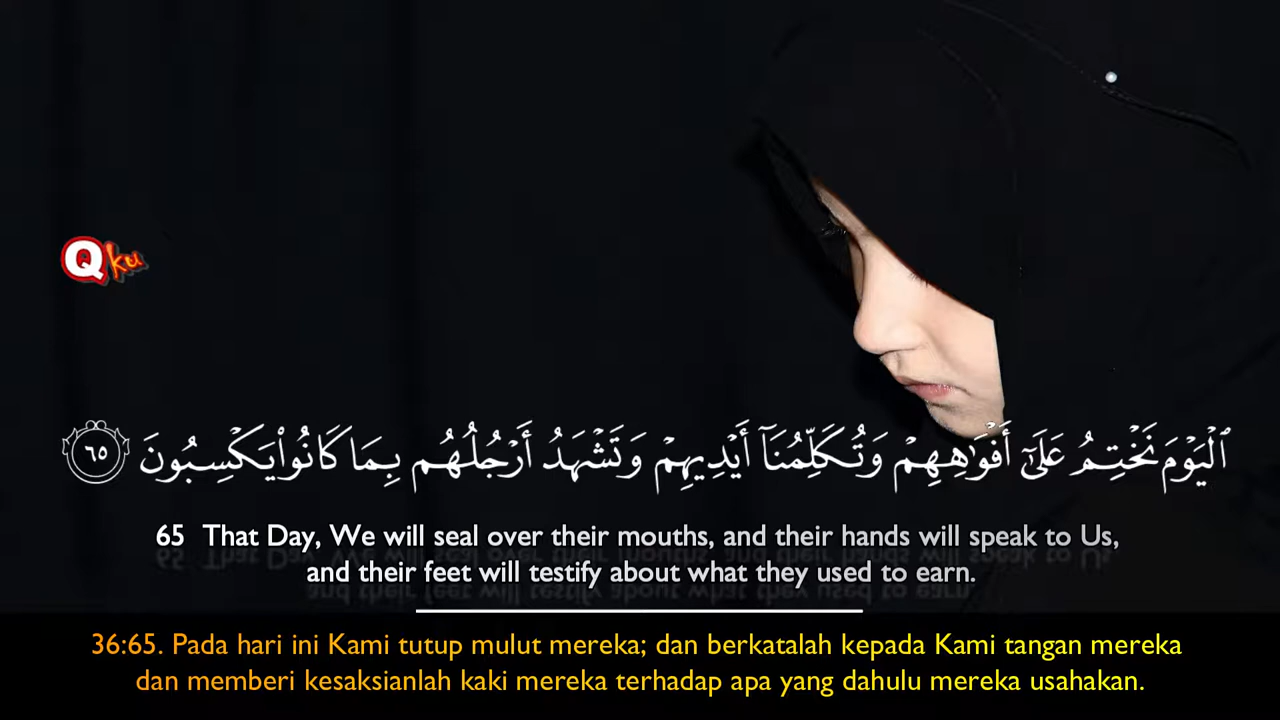 Qku
ٱلْيَوْمَ نَخْتِمُ عَلَىٰٓ أَفْوَٰهِهِمْ وَتُكَلِّمُنَآ أَيْدِيهِمْ وَتَشْهَدُ أَرْجُلُهُم بِمَا كَانُوا۟ يَكْسِبُونَ ٦٥
65 That Day, We will seal over their mouths, and their hands will speak to Us,
and their feet will testify about what they used to earn.
36:65. Pada hari ini Kami tutup mulut mereka; dan berkatalah kepada Kami tangan mereka
dan memberi kesaksianlah kaki mereka terhadap apa yang dahulu mereka usahakan.